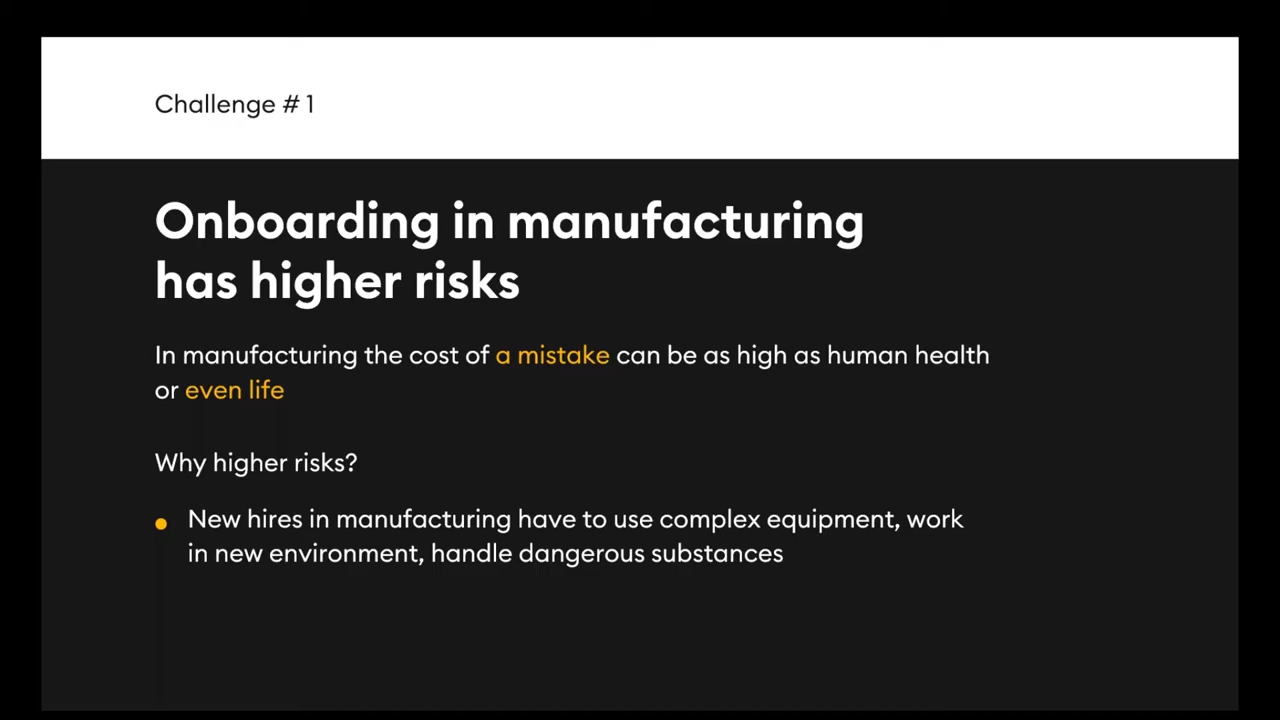 Challenge # 1
Onboarding in manufacturing
has higher risks
In manufacturing the cost of a mistake can be as high as human health
or even life
Why higher risks?
New hires in manufacturing have to use complex equipment, work
in new environment, handle dangerous substances